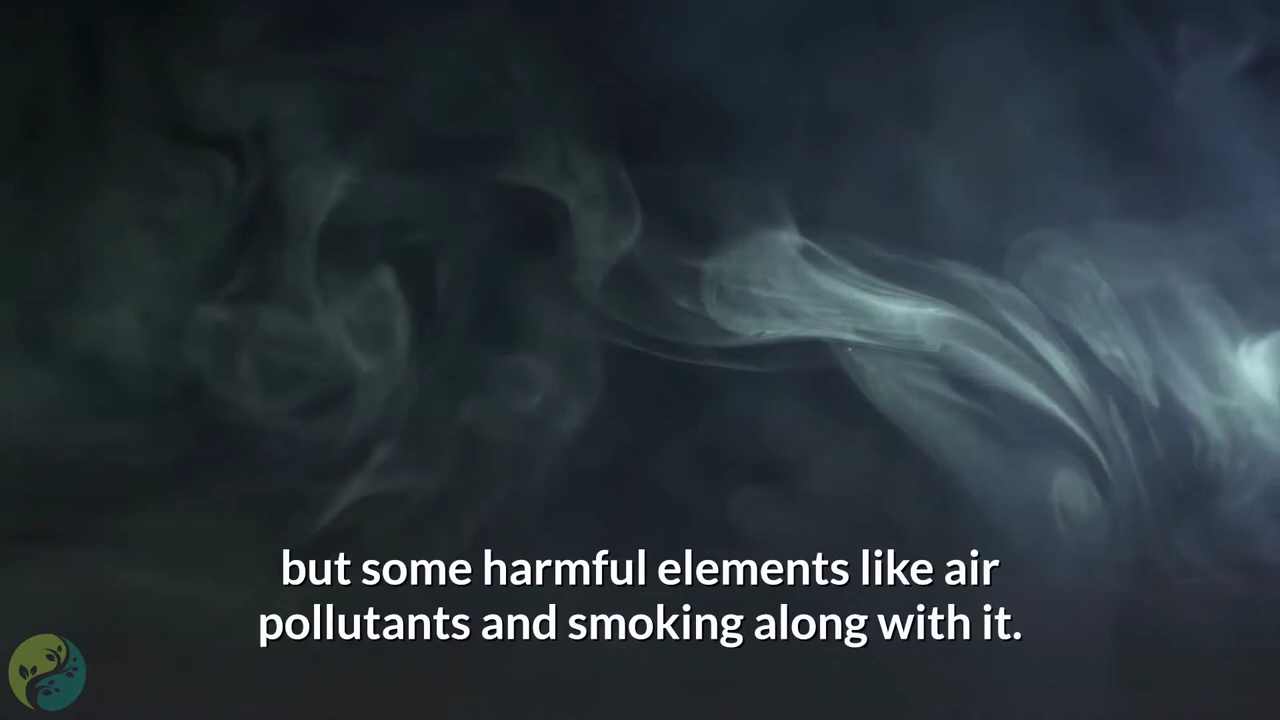 but some harmful elements like air
pollutants and smoking along with it.